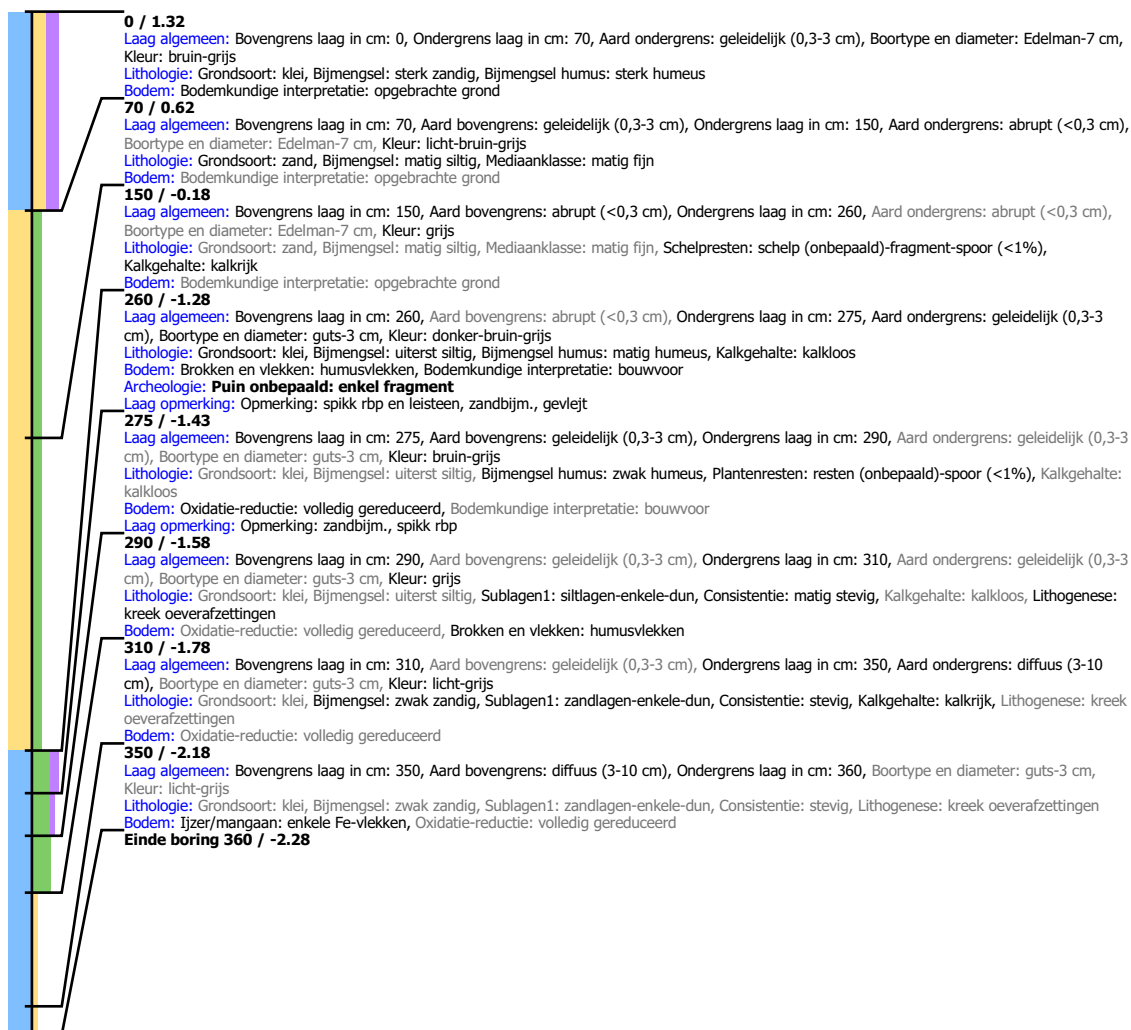 0 / 1.32
Laag algemeen: Bovengrens laag in cm: 0, Ondergrens laag in cm: 70, Aard ondergrens: geleidelijk (0,3-3 cm), Boortype en diameter: Edelman-7 cm,
Kleur: bruin-grijs
Lithologie: Grondsoort: klei, Bijmengsel: sterk zandig, Bijmengsel humus: sterk humeus
Bodem: Bodemkundige interpretatie: opgebrachte grond
70 / 0.62
Laag algemeen: Bovengrens laag in cm: 70, Aard bovengrens: geleidelijk (0,3-3 cm), Ondergrens laag in cm: 150, Aard ondergrens: abrupt (<0,3 cm),
Boortype en diameter: Edelman-7 cm, Kleur: licht-bruin-grijs
Lithologie: Grondsoort: zand, Bijmengsel: matig siltig, Mediaanklasse: matig fijn
Bodem: Bodemkundige interpretatie: opgebrachte grond
150 / -0.18
Laag algemeen: Bovengrens laag in cm: 150, Aard bovengrens: abrupt (<0,3 cm), Ondergrens laag in cm: 260, Aard ondergrens: abrupt (<0,3 cm),
Boortype en diameter: Edelman-7 cm, Kleur: grijs
Lithologie: Grondsoort: zand, Bijmengsel: matig siltig, Mediaanklasse: matig fijn, Schelpresten: schelp (onbepaald)-fragment-spoor (<1%),
Kalkgehalte: kalkrijk
Bodem: Bodemkundige interpretatie: opgebrachte grond
260 / -1.28
Laag algemeen: Bovengrens laag in cm: 260, Aard bovengrens: abrupt (<0,3 cm), Ondergrens laag in cm: 275, Aard ondergrens: geleidelijk (0,3-3
cm), Boortype en diameter: guts-3 cm, Kleur: donker-bruin-grijs
Lithologie: Grondsoort: klei, Bijmengsel: uiterst siltig, Bijmengsel humus: matig humeus, Kalkgehalte: kalkloos
Bodem: Brokken en vlekken: humusvlekken, Bodemkundige interpretatie: bouwvoor
Archeologie: Puin onbepaald: enkel fragment
Laag opmerking: Opmerking: spikk rbp en leisteen, zandbijm., gevlejt
275 / -1.43
Laag algemeen: Bovengrens laag in cm: 275, Aard bovengrens: geleidelijk (0,3-3 cm), Ondergrens laag in cm: 290, Aard ondergrens: geleidelijk (0,3-3
cm), Boortype en diameter: guts-3 cm, Kleur: bruin-grijs
Lithologie: Grondsoort: klei, Bijmengsel: uiterst siltig, Bijmengsel humus: zwak humeus, Plantenresten: resten (onbepaald)-spoor (<1%), Kalkgehalte:
kalkloos
Bodem: Oxidatie-reductie: volledig gereduceerd, Bodemkundige interpretatie: bouwvoor
Laag opmerking: Opmerking: zandbijm., spikk rbp
290 / -1.58
Laag algemeen: Bovengrens laag in cm: 290, Aard bovengrens: geleidelijk (0,3-3 cm), Ondergrens laag in cm: 310, Aard ondergrens: geleidelijk (0,3-3
cm), Boortype en diameter: guts-3 cm, Kleur: grijs
Lithologie: Grondsoort: klei, Bijmengsel: uiterst siltig, Sublagen1: siltlagen-enkele-dun, Consistentie: matig stevig, Kalkgehalte: kalkloos, Lithogenese:
kreek oeverafzettingen
Bodem: Oxidatie-reductie: volledig gereduceerd, Brokken en vlekken: humusvlekken
310 / -1.78
Laag algemeen: Bovengrens laag in cm: 310, Aard bovengrens: geleidelijk (0,3-3 cm), Ondergrens laag in cm: 350, Aard ondergrens: diffuus (3-10
cm), Boortype en diameter: guts-3 cm, Kleur: licht-grijs
Lithologie: Grondsoort: klei, Bijmengsel: zwak zandig, Sublagen1: zandlagen-enkele-dun, Consistentie: stevig, Kalkgehalte: kalkrijk, Lithogenese: kreek
oeverafzettingen
Bodem: Oxidatie-reductie: volledig gereduceerd
350 / -2.18
Laag algemeen: Bovengrens laag in cm: 350, Aard bovengrens: diffuus (3-10 cm), Ondergrens laag in cm: 360, Boortype en diameter: guts-3 cm,
Kleur: licht-grijs
Lithologie: Grondsoort: klei, Bijmengsel: zwak zandig, Sublagen1: zandlagen-enkele-dun, Consistentie: stevig, Lithogenese: kreek oeverafzettingen
Bodem: Ijzer/mangaan: enkele Fe-vlekken, Oxidatie-reductie: volledig gereduceerd
Einde boring 360 / -2.28